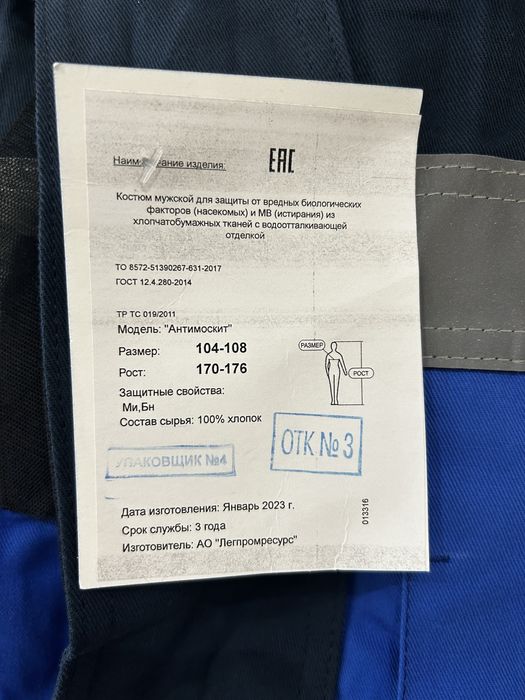 Наименование изделия: EAC
Костюм мужской для защиты от вредных биологических
факторов (насекомых) и МВ (истирания) из
хлопчатобумажных тканей с водоотталкивающей
отделкой
ТО 8572-51390267-631-2017
ГОСТ 12.4.280-2014
ТР ТС 019/2011
Модель: "Антимоскит"
Размер: 104-108
Рост: 170-176
РАЗМЕР
РОСТ
Защитные свойства:
Ми,Бн
Состав сырья: 100% хлопок
УПАКОВЩИК №4
ОТК № 3
Дата изготовления: Январь 2023 г.
Срок службы: 3 года
Изготовитель: АО "Легпромресурс"
013316